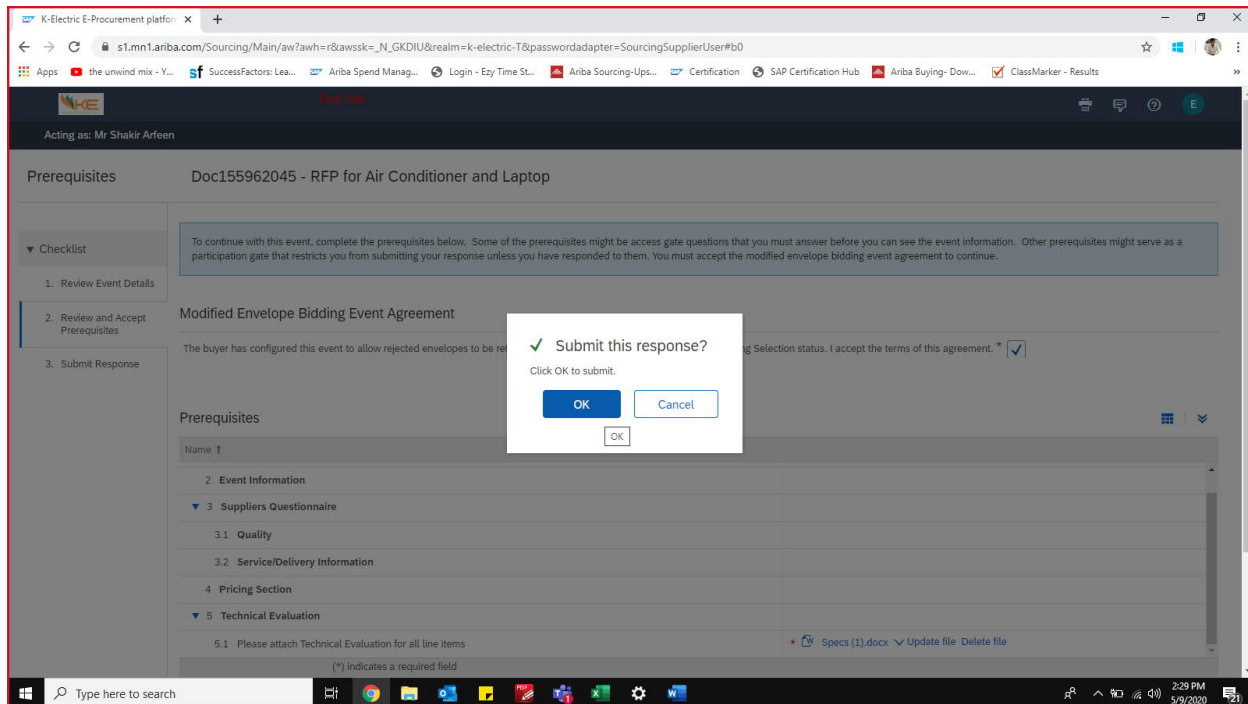 K-Electric E-Procurement platfor
s1.mn1.ariba.com/Sourcing/Main/aw?awh=r&awssk=_N_GKDIU&realm=k-electric-T&passwordadapter=SourcingSupplierUser#b0
Apps the unwind mix - Y... SuccessFactors: Lea... Ariba Spend Manag... Login - Ezy Time St... Ariba Sourcing-Ups... Certification SAP Certification Hub Ariba Buying- Dow... ClassMarker - Results »
KE Test Site E
Acting as: Mr Shakir Arfeen
Prerequisites Doc155962045 - RFP for Air Conditioner and Laptop
Checklist
1. Review Event Details
2. Review and Accept
Prerequisites
3. Submit Response
To continue with this event, complete the prerequisites below. Some of the prerequisites might be access gate questions that you must answer before you can see the event information. Other prerequisites might serve as a
participation gate that restricts you from submitting your response unless you have responded to them. You must accept the modified envelope bidding event agreement to continue.
Modified Envelope Bidding Event Agreement
The buyer has configured this event to allow rejected envelopes to be ng Selection status. I accept the terms of this agreement. *
Submit this response?
Click OK to submit.
OK Cancel
OK
Prerequisites
Name ↑
2 Event Information
3 Suppliers Questionnaire
3.1 Quality
3.2 Service/Delivery Information
4 Pricing Section
5 Technical Evaluation
5.1 Please attach Technical Evaluation for all line items * Specs (1).docx Update file Delete file
(*) indicates a required field
Type here to search
2:29 PM
5/9/2020
21